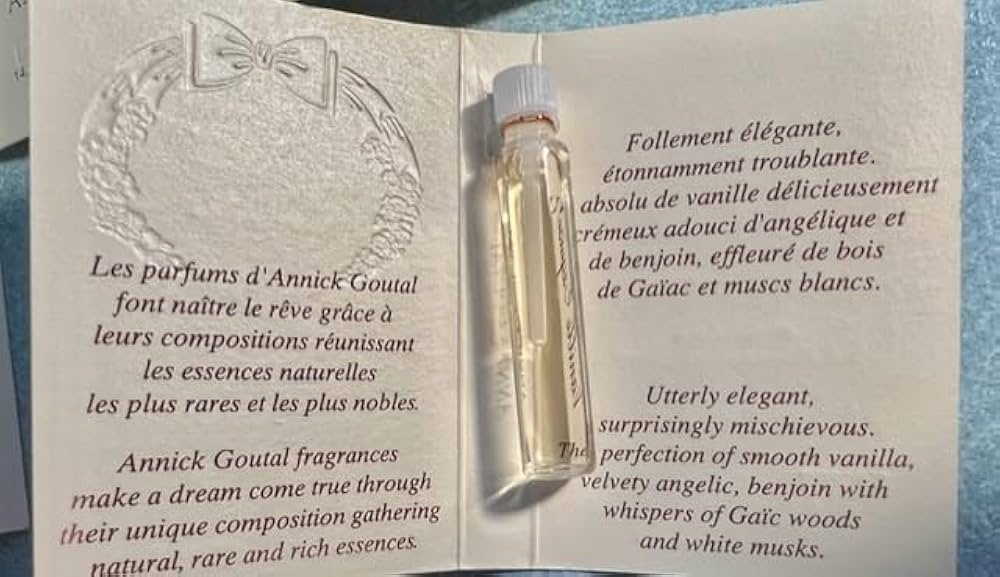 Les parfums d'Annick Goutal
font naître le rêve grâce à
leurs compositions réunissant
les essences naturelles
les plus rares et les plus nobles.
Annick Goutal fragrances
make a dream come true through
their unique composition gathering
natural, rare and rich essences.
Follement élégante,
étonnamment troublante.
Un absolu de vanille délicieusement
crémeux adouci d'angélique et
de benjoin, effleuré de bois
de Gaïac et muscs blancs.
Utterly elegant,
surprisingly mischievous.
The perfection of smooth vanilla,
velvety angelic, benjoin with
whispers of Gaïc woods
and white musks.